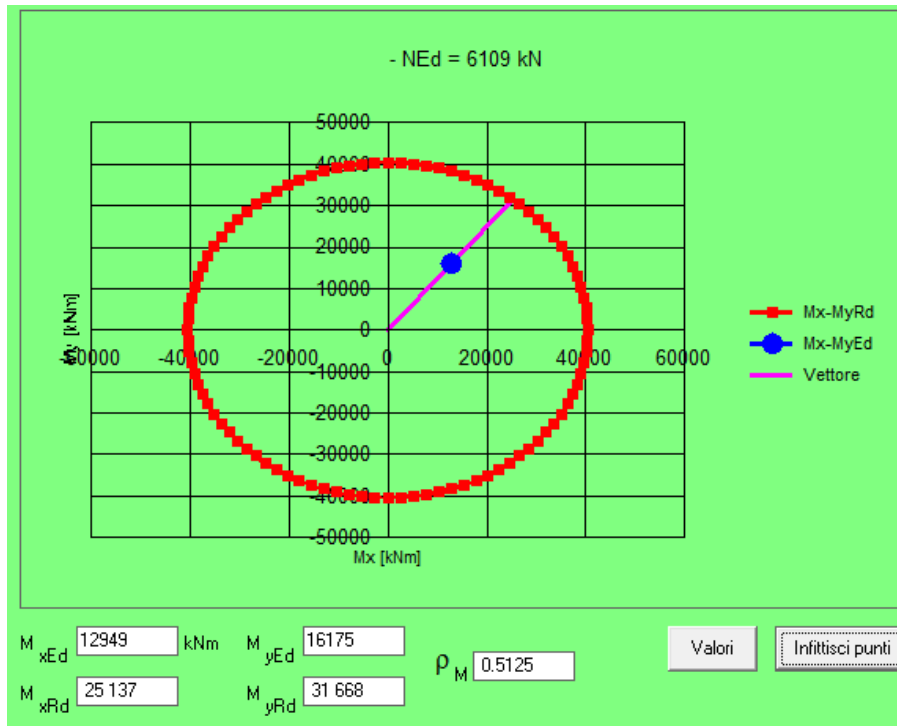 - NEd = 6109 kN
50000
40000
30000
20000
10000
0
-60000 -40000 -20000 0 20000 40000 60000
-10000
-20000
-30000
-40000
-50000
My [kNm]
Mx [kNm]
Mx-MyRd
Mx-MyEd
Vettore
M xEd 12949 kNm M yEd 16175
M xRd 25 137 M yRd 31 668
ρ M 0.5125
Valori
Infittisci punti